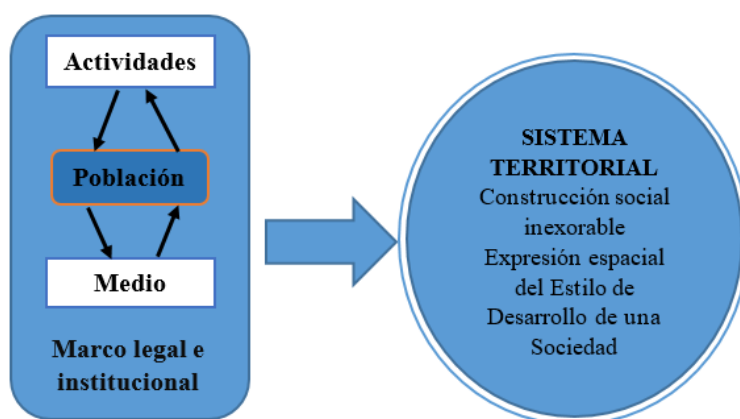 Actividades
Población
Medio
Marco legal e
institucional
SISTEMA
TERRITORIAL
Construcción social
inexorable
Expresión espacial
del Estilo de
Desarrollo de una
Sociedad